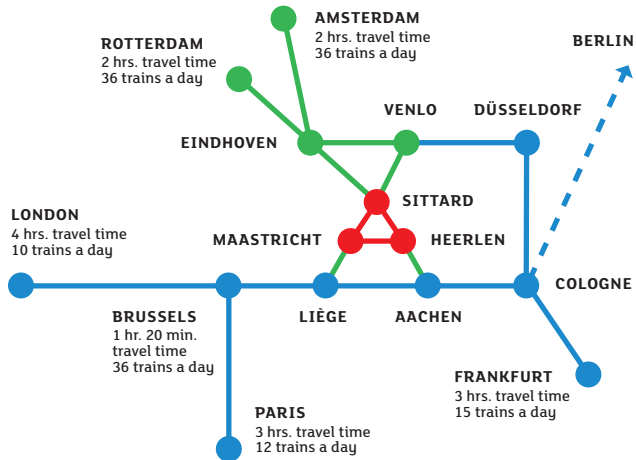 AMSTERDAM
2 hrs. travel time
36 trains a day
ROTTERDAM
2 hrs. travel time
36 trains a day
BERLIN
VENLO
DÜSSELDORF
EINDHOVEN
SITTARD
LONDON
4 hrs. travel time
10 trains a day
MAASTRICHT
HEERLEN
COLOGNE
BRUSSELS
1 hr. 20 min.
travel time
36 trains a day
LIÈGE
AACHEN
FRANKFURT
3 hrs. travel time
15 trains a day
PARIS
3 hrs. travel time
12 trains a day